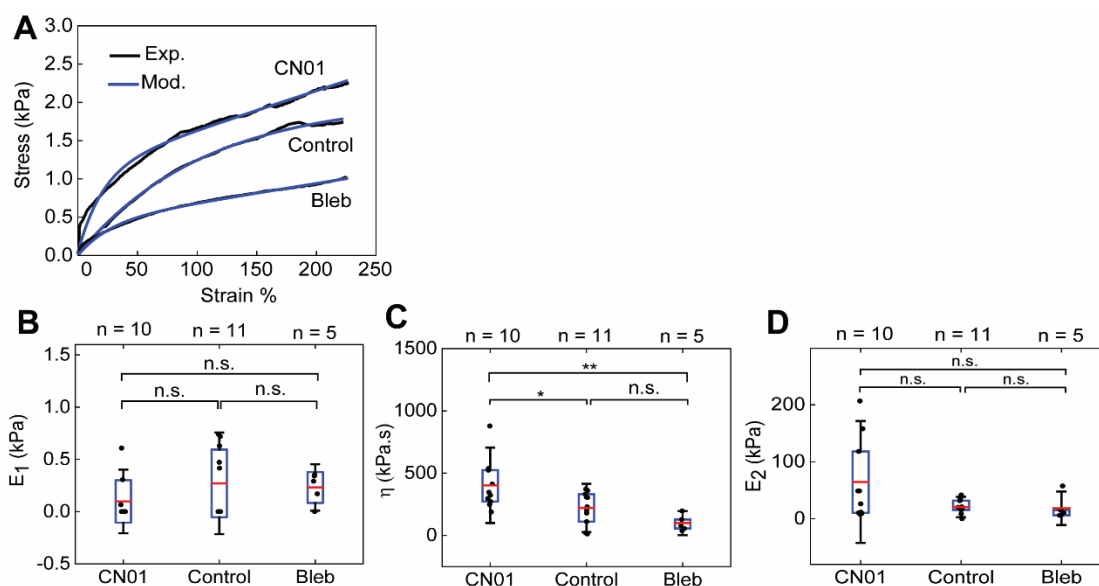 A
3.0
2.5
2.0
1.5
1.0
0.5
0.0
Stress (kPa)
Exp.
Mod.
CN01
Control
Bleb
0 50 100 150 200 250
Strain %
B
n = 10 n = 11 n = 5
1.5
1.0
0.5
0.0
-0.5
E1 (kPa)
n.s.
n.s.
n.s.
CN01 Control Bleb
C
n = 10 n = 11 n = 5
1500
1000
500
0
η (kPa.s)
**
*
n.s.
CN01 Control Bleb
D
n = 10 n = 11 n = 5
200
100
0
E2 (kPa)
n.s.
n.s.
n.s.
CN01 Control Bleb